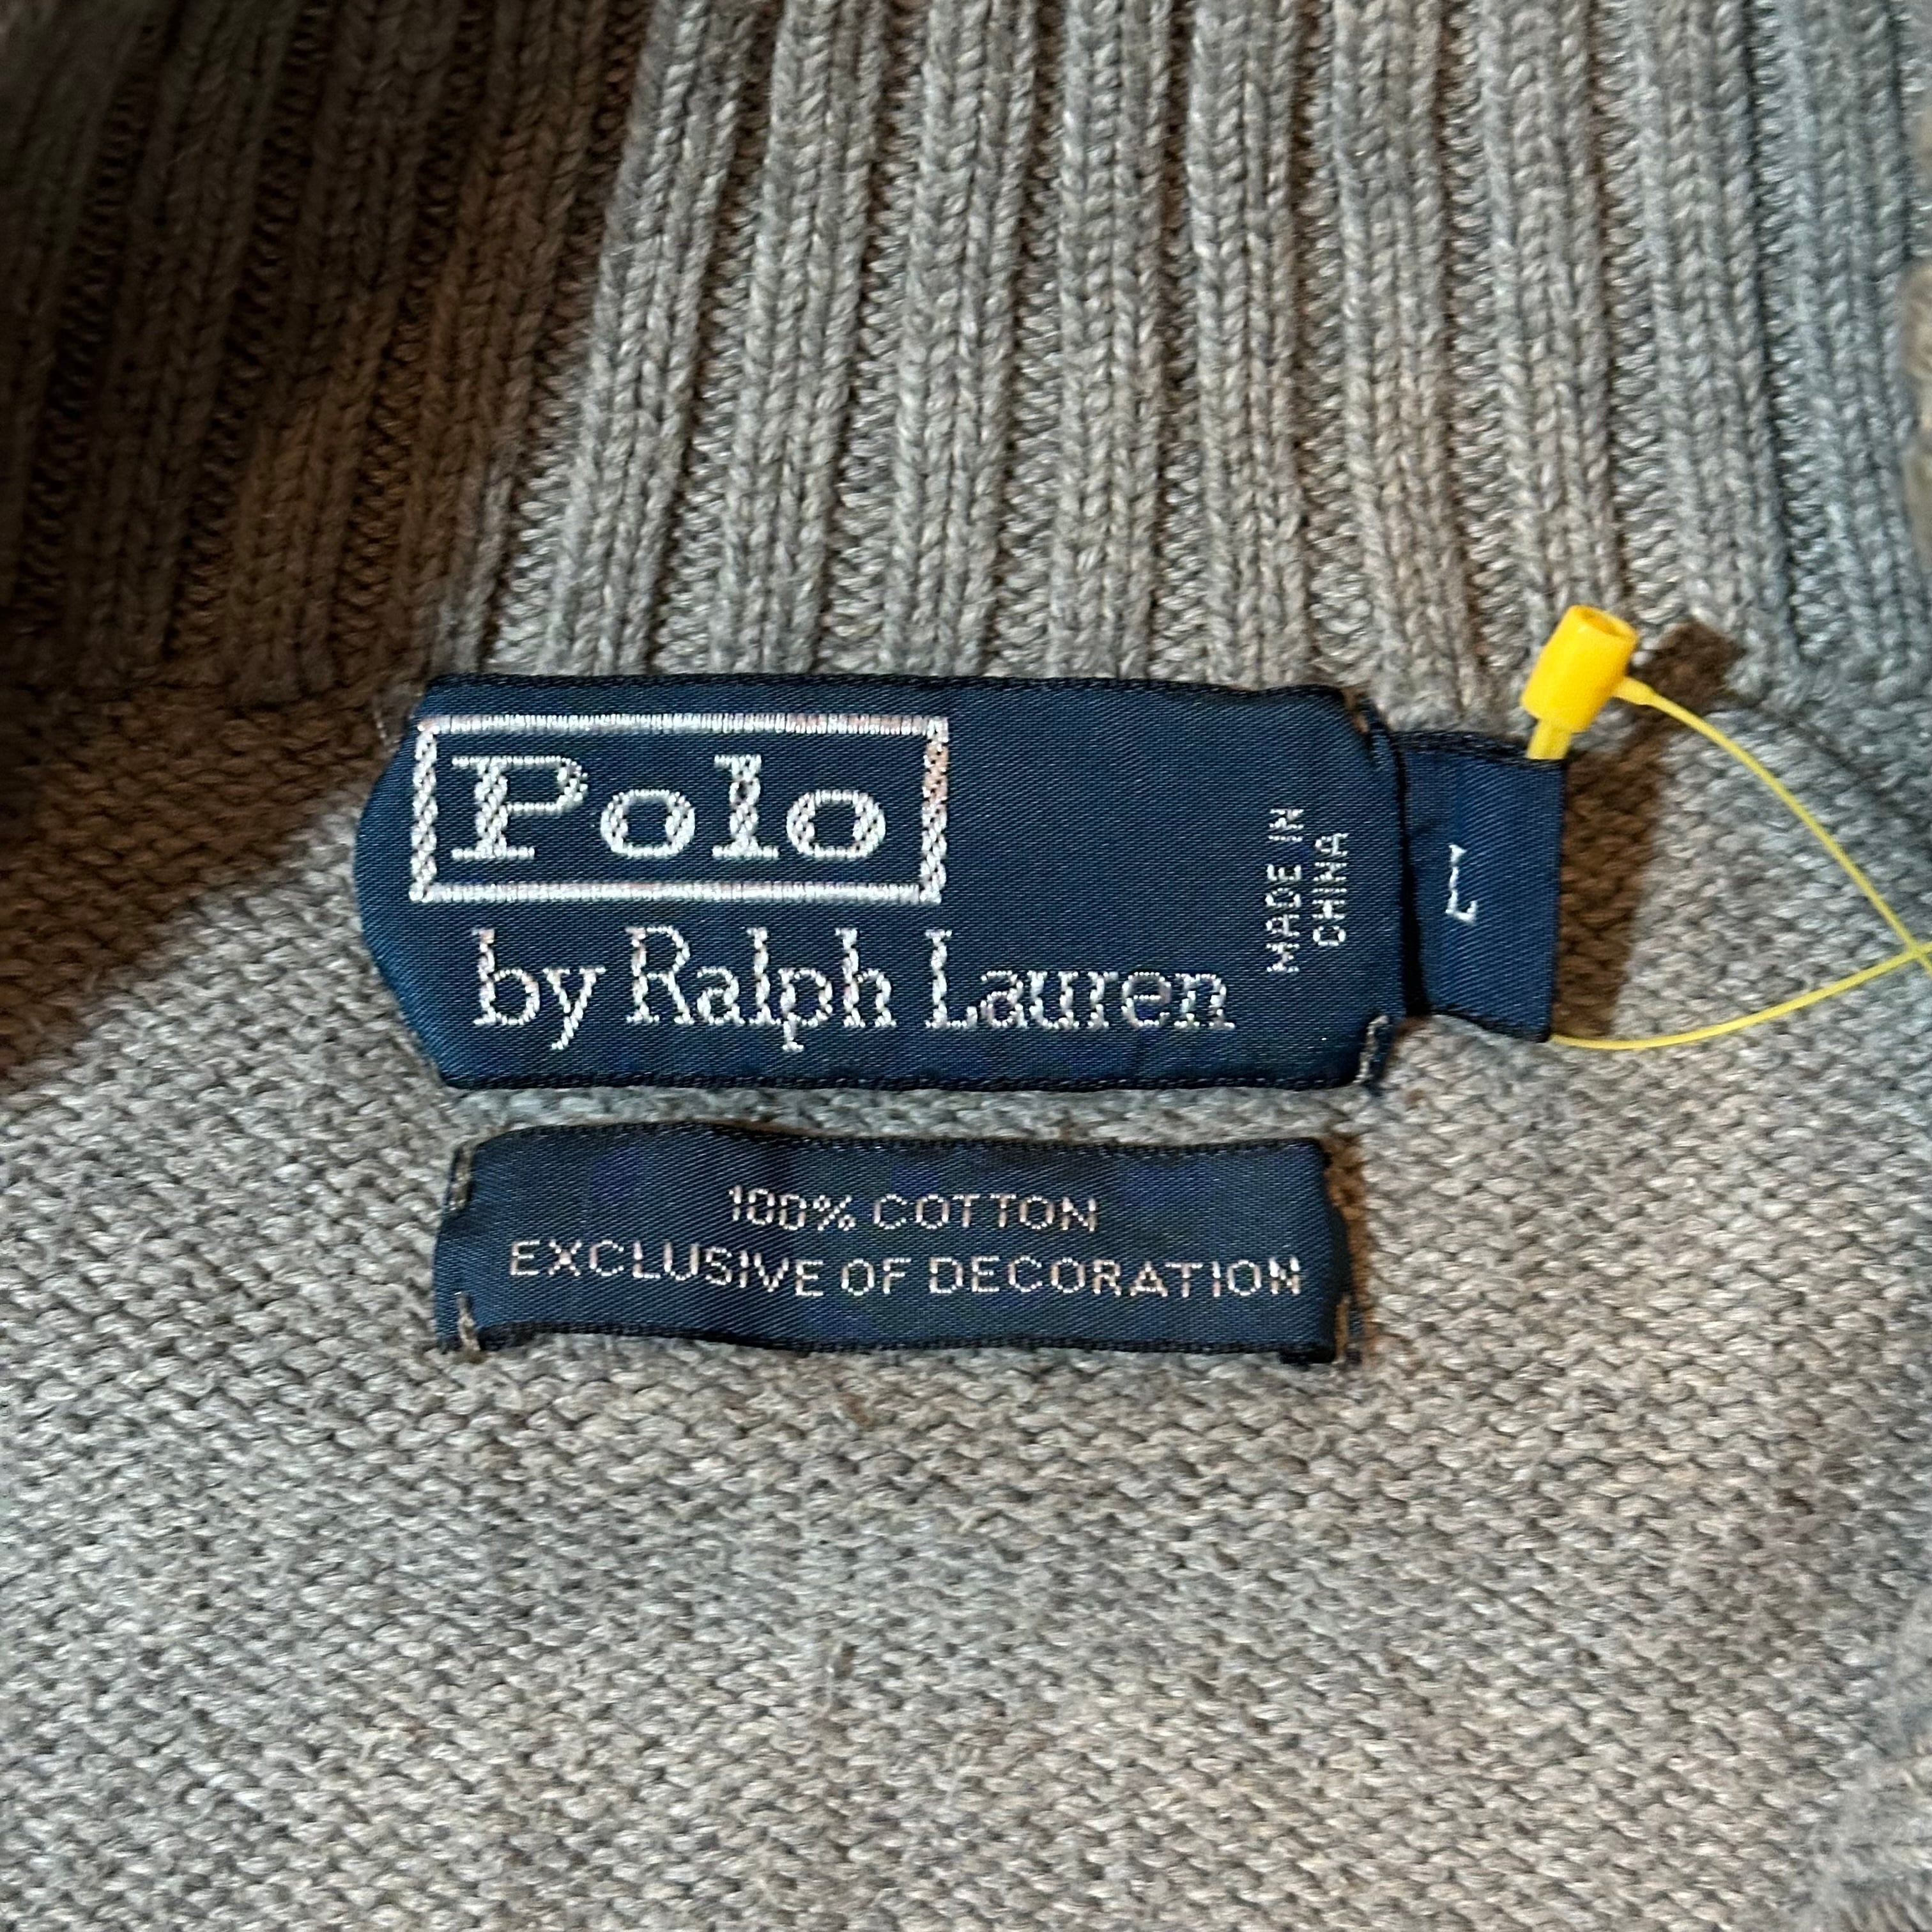 Polo
by Ralph Lauren
MADE IN
CHINA
L
100% COTTON
EXCLUSIVE OF DECORATION